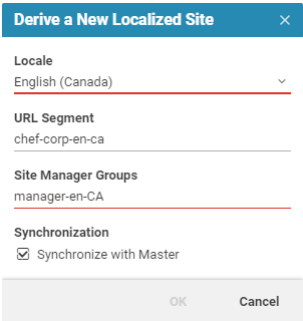 Derive a New Localized Site
Locale
English (Canada)
URL Segment
chef-corp-en-ca
Site Manager Groups
manager-en-CA
Synchronization
Synchronize with Master
OK
Cancel